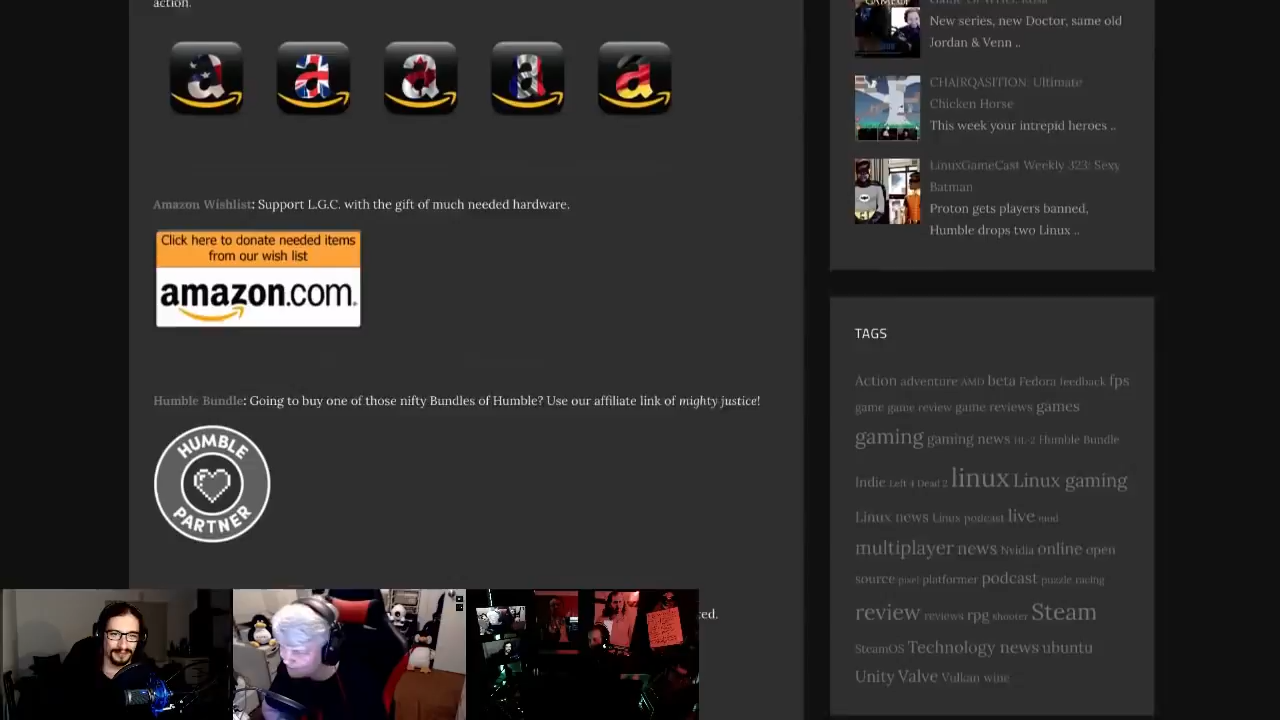 action.
Amazon Wishlist: Support L.G.C. with the gift of much needed hardware.
Click here to donate needed items
from our wish list
amazon.com.
Humble Bundle: Going to buy one of those nifty Bundles of Humble? Use our affiliate link of mighty justice!
HUMBLE
PARTNER
New series, new Doctor, same old
Jordan & Venn ..
CHAIRQASITION: Ultimate
Chicken Horse
This week your intrepid heroes ..
LinuxGameCast Weekly 323: Sexy
Batman
Proton gets players banned,
Humble drops two Linux ..
TAGS
Action adventure AMD beta Fedora feedback fps
game game review game reviews games
gaming gaming news HL-2 Humble Bundle
Indie Left 4 Dead 2 linux Linux gaming
Linux news Linux podcast live mod
multiplayer news Nvidia online open
source pixel platformer podcast puzzle racing
review reviews rpg shooter Steam
SteamOS Technology news ubuntu
Unity Valve Vulkan wine